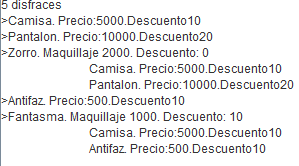 5 disfraces
>Camisa. Precio:5000.Descuento10
>Pantalon. Precio:10000.Descuento20
>Zorro. Maquillaje 2000. Descuento: 0
Camisa. Precio:5000.Descuento10
Pantalon. Precio:10000.Descuento20
>Antifaz. Precio:500.Descuento10
>Fantasma. Maquillaje 1000. Descuento: 10
Camisa. Precio:5000.Descuento10
Antifaz. Precio:500.Descuento10